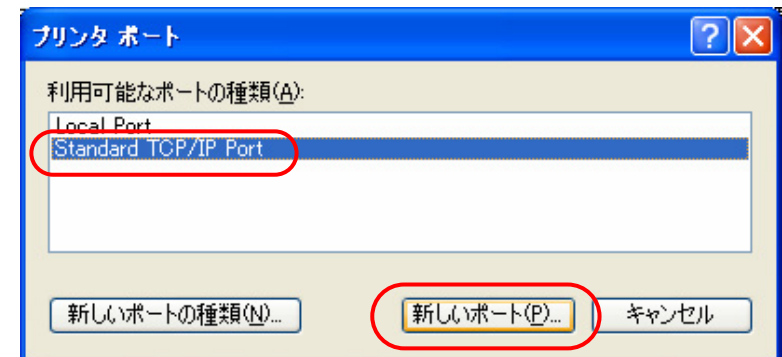 プリンタ ポート
利用可能なポートの種類(A):
Local Port
Standard TCP/IP Port
新しいポートの種類(N)... 新しいポート(P)... キャンセル